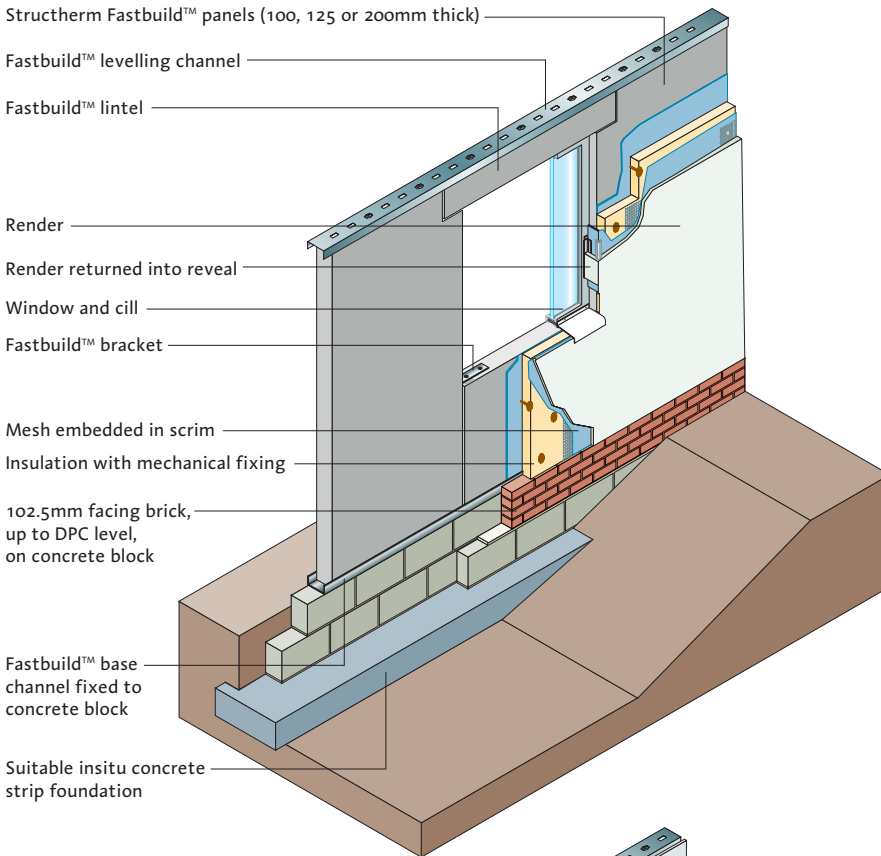 Structherm Fastbuild™ panels (100, 125 or 200mm thick)
Fastbuild™ levelling channel
Fastbuild™ lintel
Render
Render returned into reveal
Window and cill
Fastbuild™ bracket
Mesh embedded in scrim
Insulation with mechanical fixing
102.5mm facing brick,
up to DPC level,
on concrete block
Fastbuild™ base
channel fixed to
concrete block
Suitable insitu concrete
strip foundation